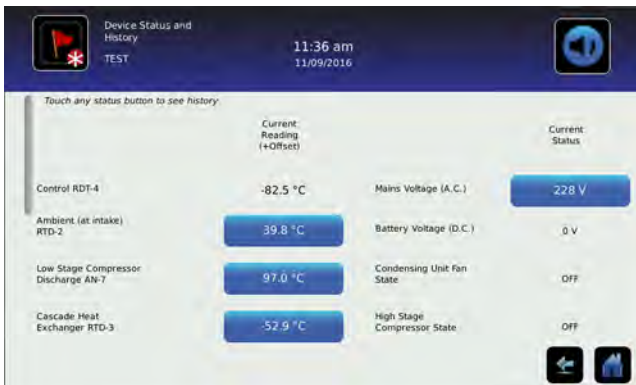 Device Status and
History
TEST
11:36 am
11/09/2016
Touch any status button to see history.
Current
Reading
(+Offset)
Current
Status
Control RDT-4
-82.5 °C
Mains Voltage (A.C.)
228 V
Ambient (at intake)
RTD-2
39.8 °C
Battery Voltage (D.C.)
0 V
Low Stage Compressor
Discharge AN-7
97.0 °C
Condensing Unit Fan
State
OFF
Cascade Heat
Exchanger RTD-3
-52.9 °C
High Stage
Compressor State
OFF